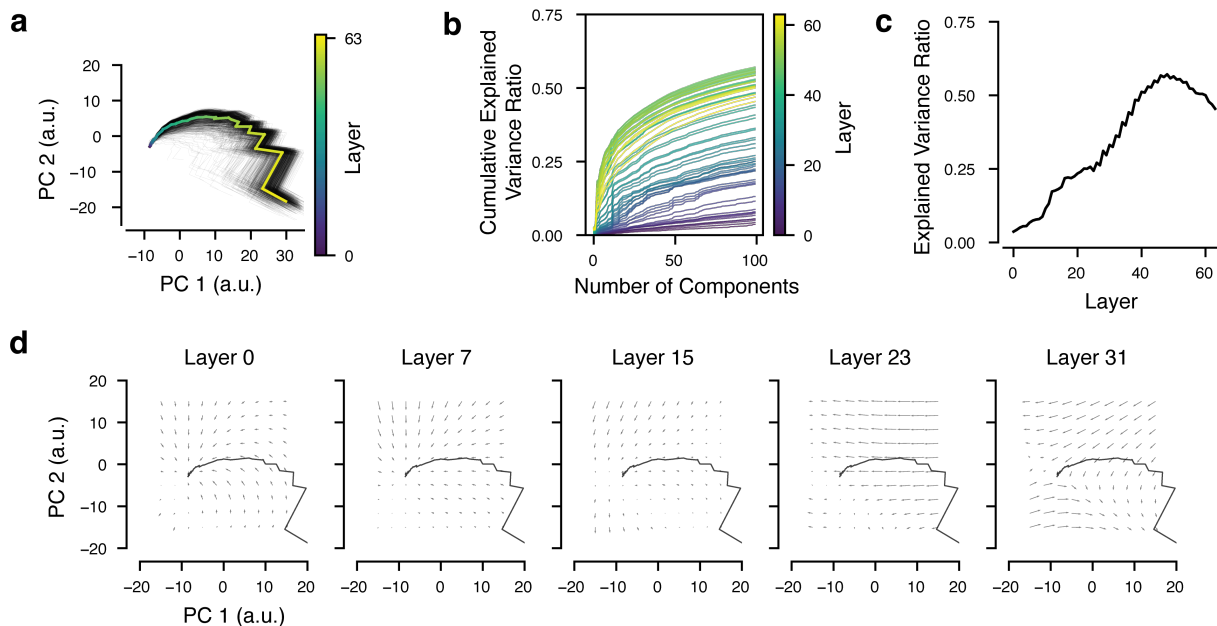 a
20
10
0
−10
−20
PC 2 (a.u.)
−10 0 10 20 30
PC 1 (a.u.)
63
0
Layer
b
0.75
0.50
0.25
0.00
Cumulative Explained
Variance Ratio
0 50 100
Number of Components
60
40
20
0
Layer
c
0.75
0.50
0.25
0.00
Explained Variance Ratio
0 20 40 60
Layer
d
Layer 0 Layer 7 Layer 15 Layer 23 Layer 31
20
10
0
−10
−20
PC 2 (a.u.)
−20 −10 0 10 20
−20 −10 0 10 20
−20 −10 0 10 20
−20 −10 0 10 20
−20 −10 0 10 20
PC 1 (a.u.)